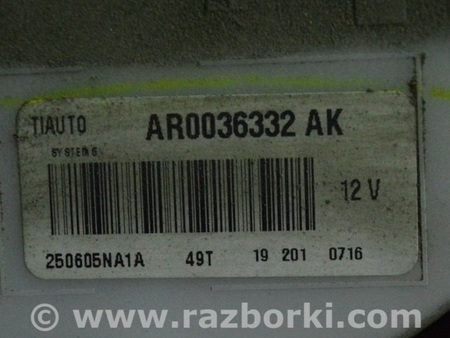 TIAUTO AR0036332 AK
SYSTEMS
12 V
250605NA1A 49T 19 201 0716
© www.razborki.com